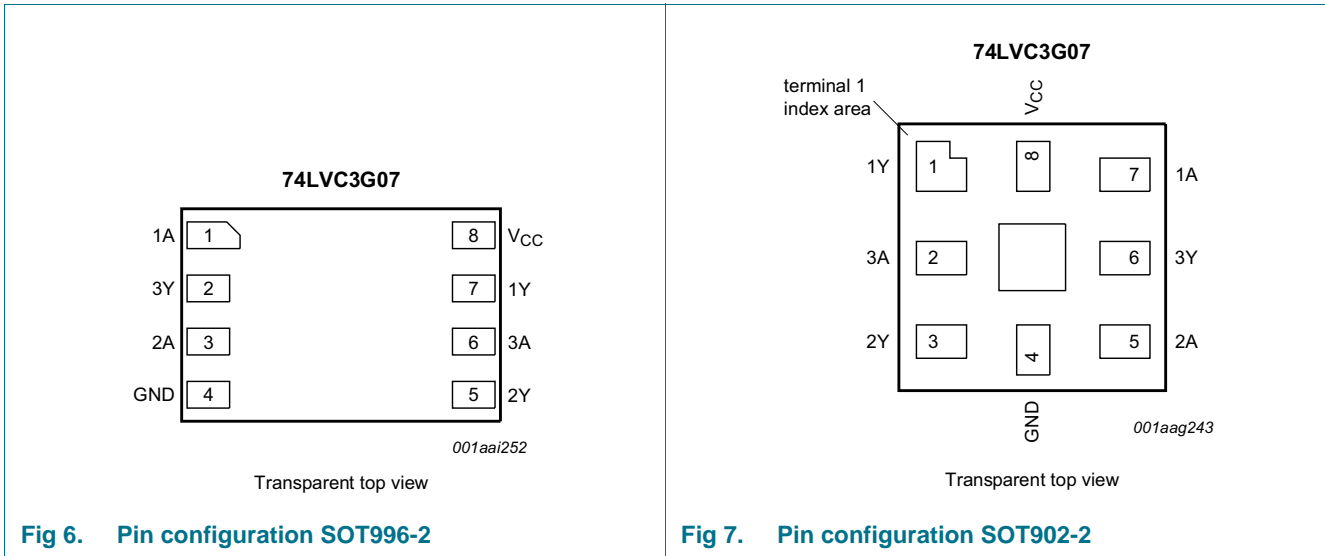 74LVC3G07
1A 1 8 VCC
3Y 2 7 1Y
2A 3 6 3A
GND 4 5 2Y
001aai252
Transparent top view
Fig 6. Pin configuration SOT996-2
74LVC3G07
terminal 1
index area
VCC
1Y 1 8 7 1A
3A 2 6 3Y
2Y 3 4 5 2A
GND
001aag243
Transparent top view
Fig 7. Pin configuration SOT902-2